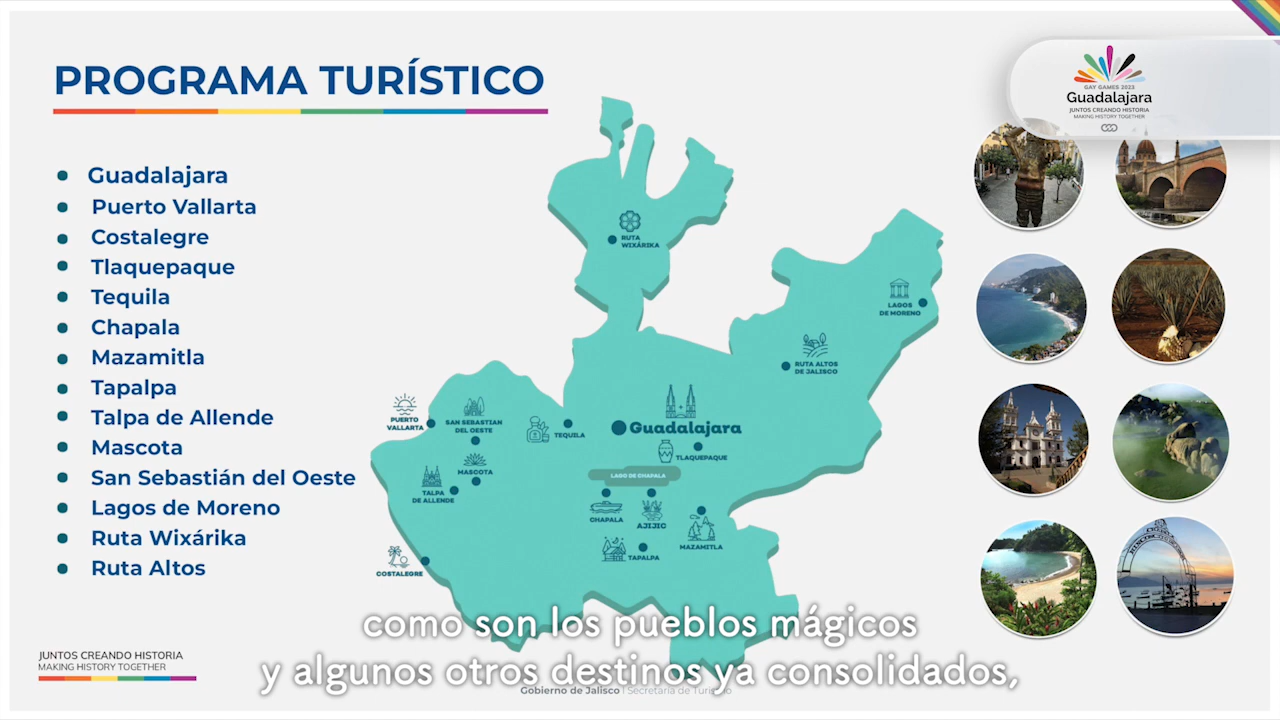 PROGRAMA TURÍSTICO
GAY GAMES 2023
Guadalajara
JUNTOS CREANDO HISTORIA
MAKING HISTORY TOGETHER
Guadalajara
Puerto Vallarta
Costalegre
Tlaquepaque
Tequila
Chapala
Mazamitla
Tapalpa
Talpa de Allende
Mascota
San Sebastián del Oeste
Lagos de Moreno
Ruta Wixárika
Ruta Altos
RUTA
WIXÁRIKA
LAGOS
DE MORENO
RUTA ALTOS
DE JALISCO
PUERTO
VALLARTA
SAN SEBASTIAN
DEL OESTE
TEQUILA
Guadalajara
TLAQUEPAQUE
MASCOTA
LAGO DE CHAPALA
TALPA
DE ALLENDE
CHAPALA
AJIJIC
MAZAMITLA
TAPALPA
COSTALEGRE
como son los pueblos mágicos
y algunos otros destinos ya consolidados,
JUNTOS CREANDO HISTORIA
MAKING HISTORY TOGETHER
Gobierno de Jalisco | Secretaría de Turismo